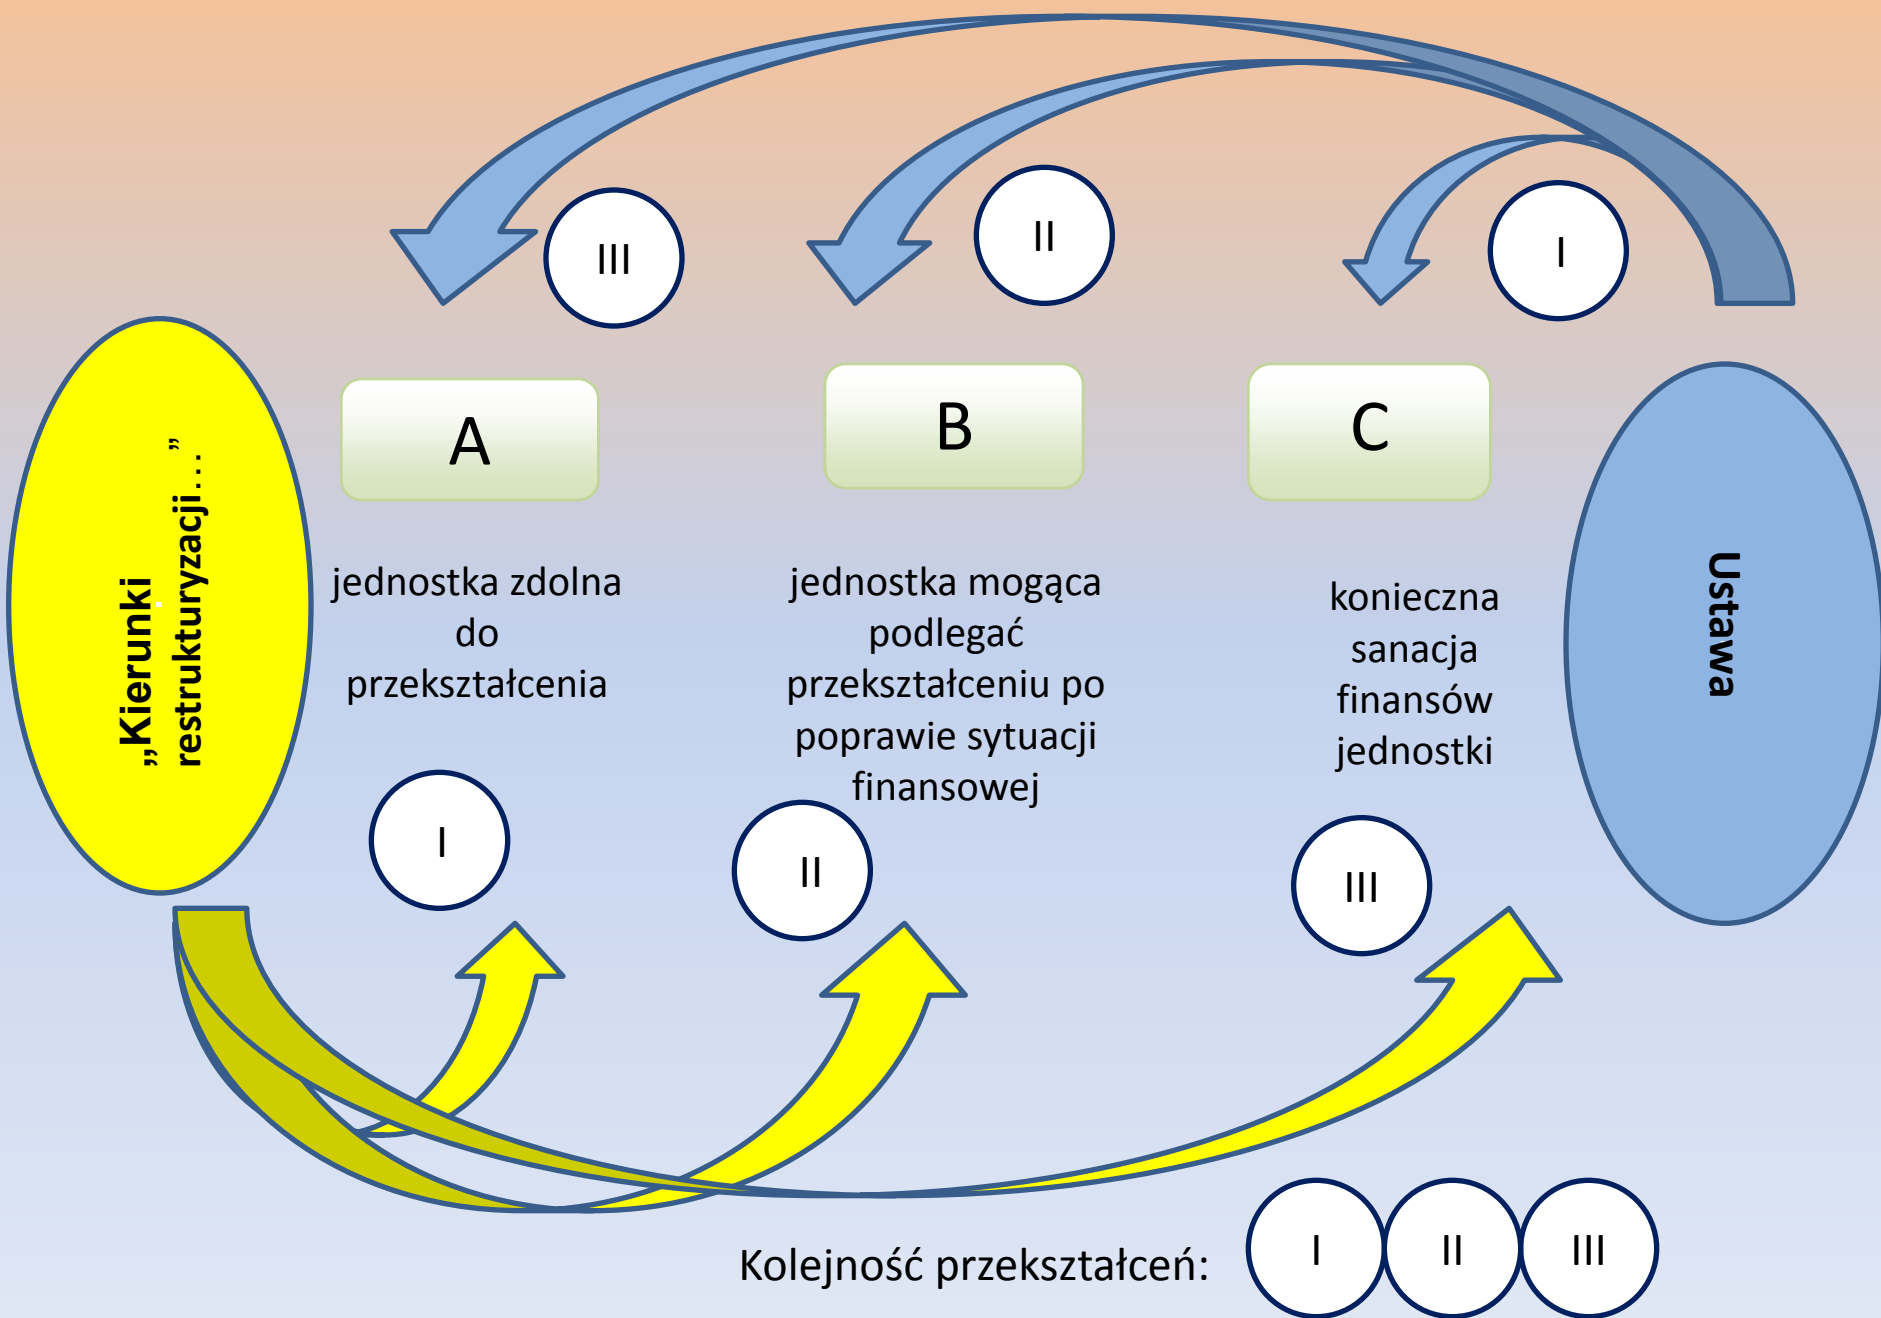 III
II
I
A
B
C
„Kierunki
restrukturyzacji…”
jednostka zdolna
do
przekształcenia
jednostka mogąca
podlegać
przekształceniu po
poprawie sytuacji
finansowej
konieczna
sanacja
finansów
jednostki
Ustawa
I
II
III
Kolejność przekształceń:
I
II
III